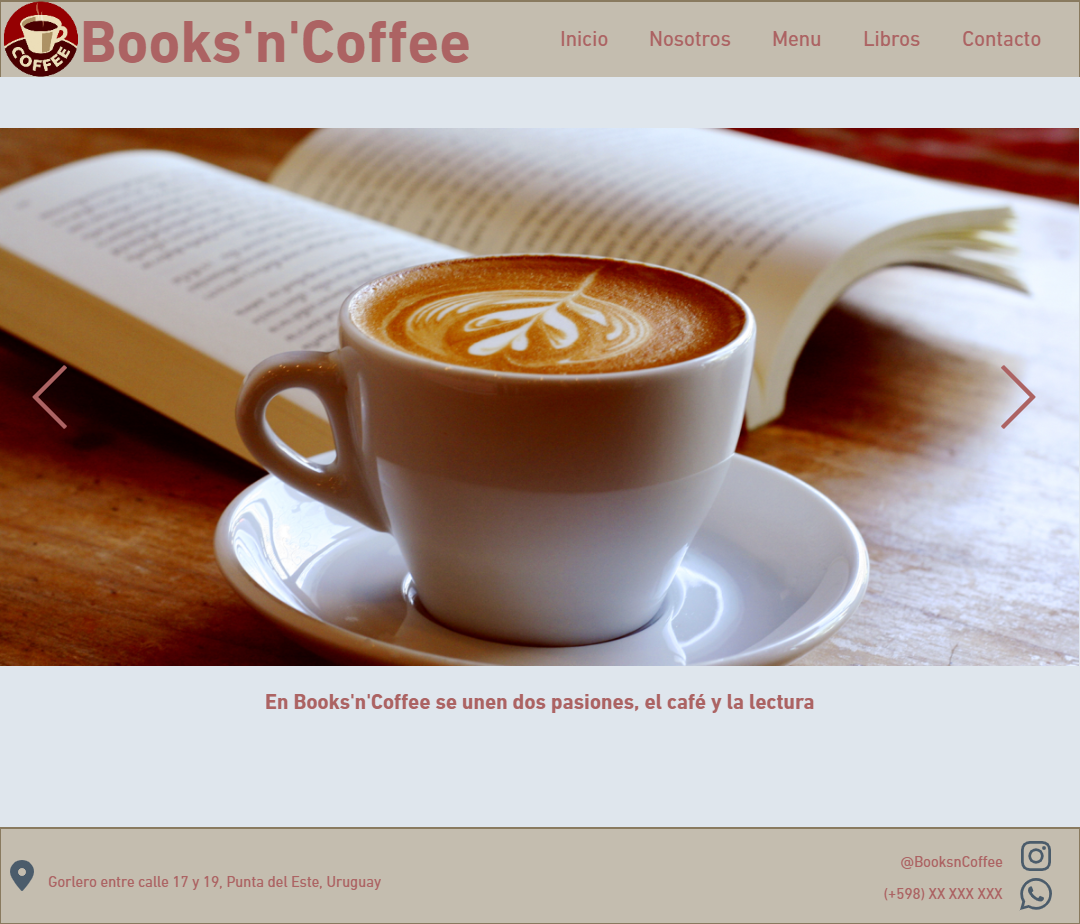 COFFEE
Books'n'Coffee
Inicio Nosotros Menu Libros Contacto
En Books'n'Coffee se unen dos pasiones, el café y la lectura
Gorlero entre calle 17 y 19, Punta del Este, Uruguay
@BooksnCoffee
(+598) XX XXX XXX